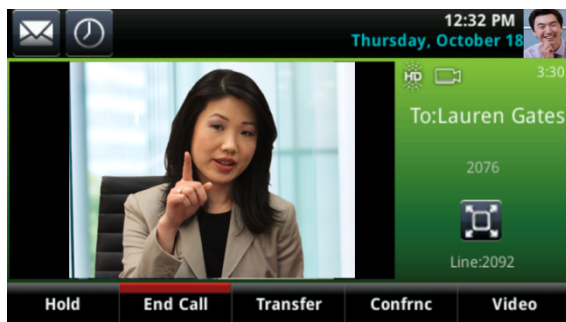 12:32 PM
Thursday, October 18
HD
3:30
To:Lauren Gates
2076
Line:2092
Hold
End Call
Transfer
Confrnc
Video